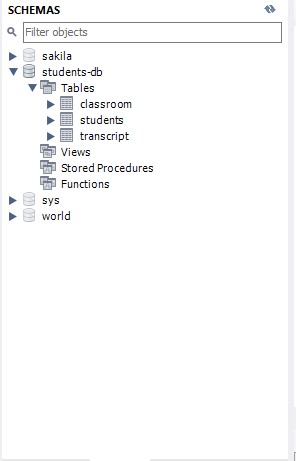 SCHEMAS
Filter objects
sakila
students-db
Tables
classroom
students
transcript
Views
Stored Procedures
Functions
sys
world